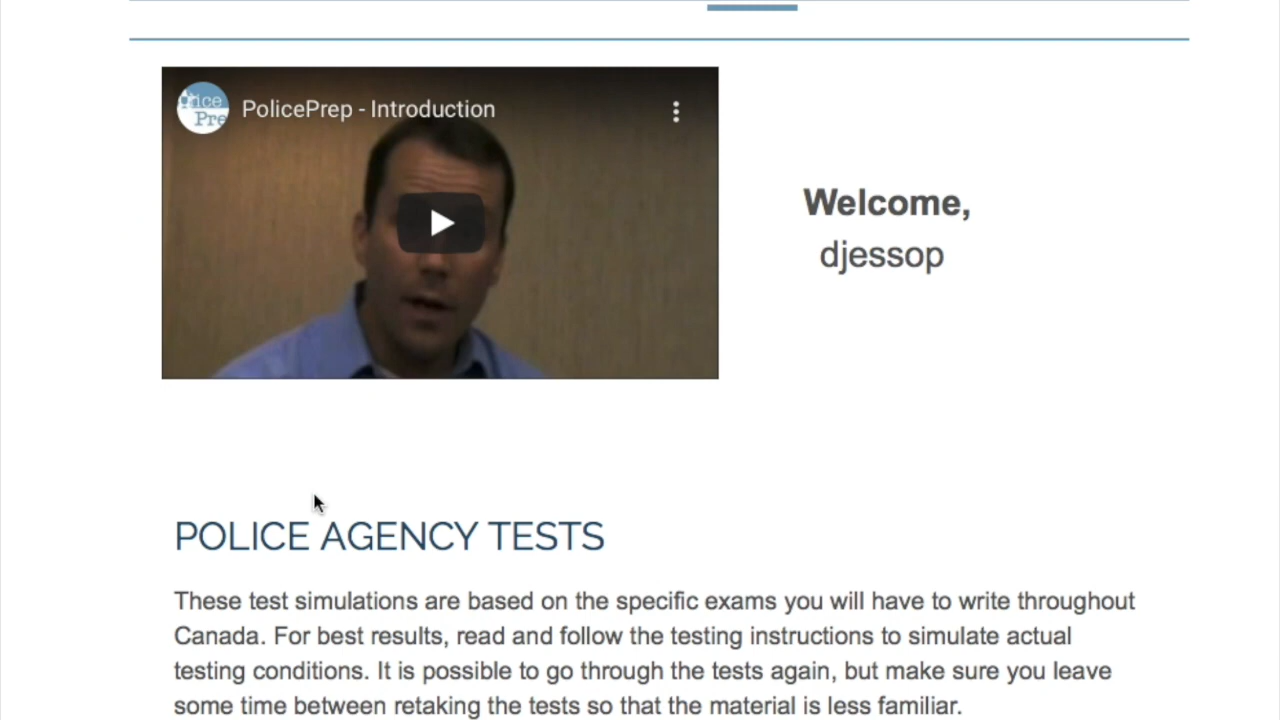 PolicePrep - Introduction
Welcome,
djessop
POLICE AGENCY TESTS
These test simulations are based on the specific exams you will have to write throughout
Canada. For best results, read and follow the testing instructions to simulate actual
testing conditions. It is possible to go through the tests again, but make sure you leave
some time between retaking the tests so that the material is less familiar.